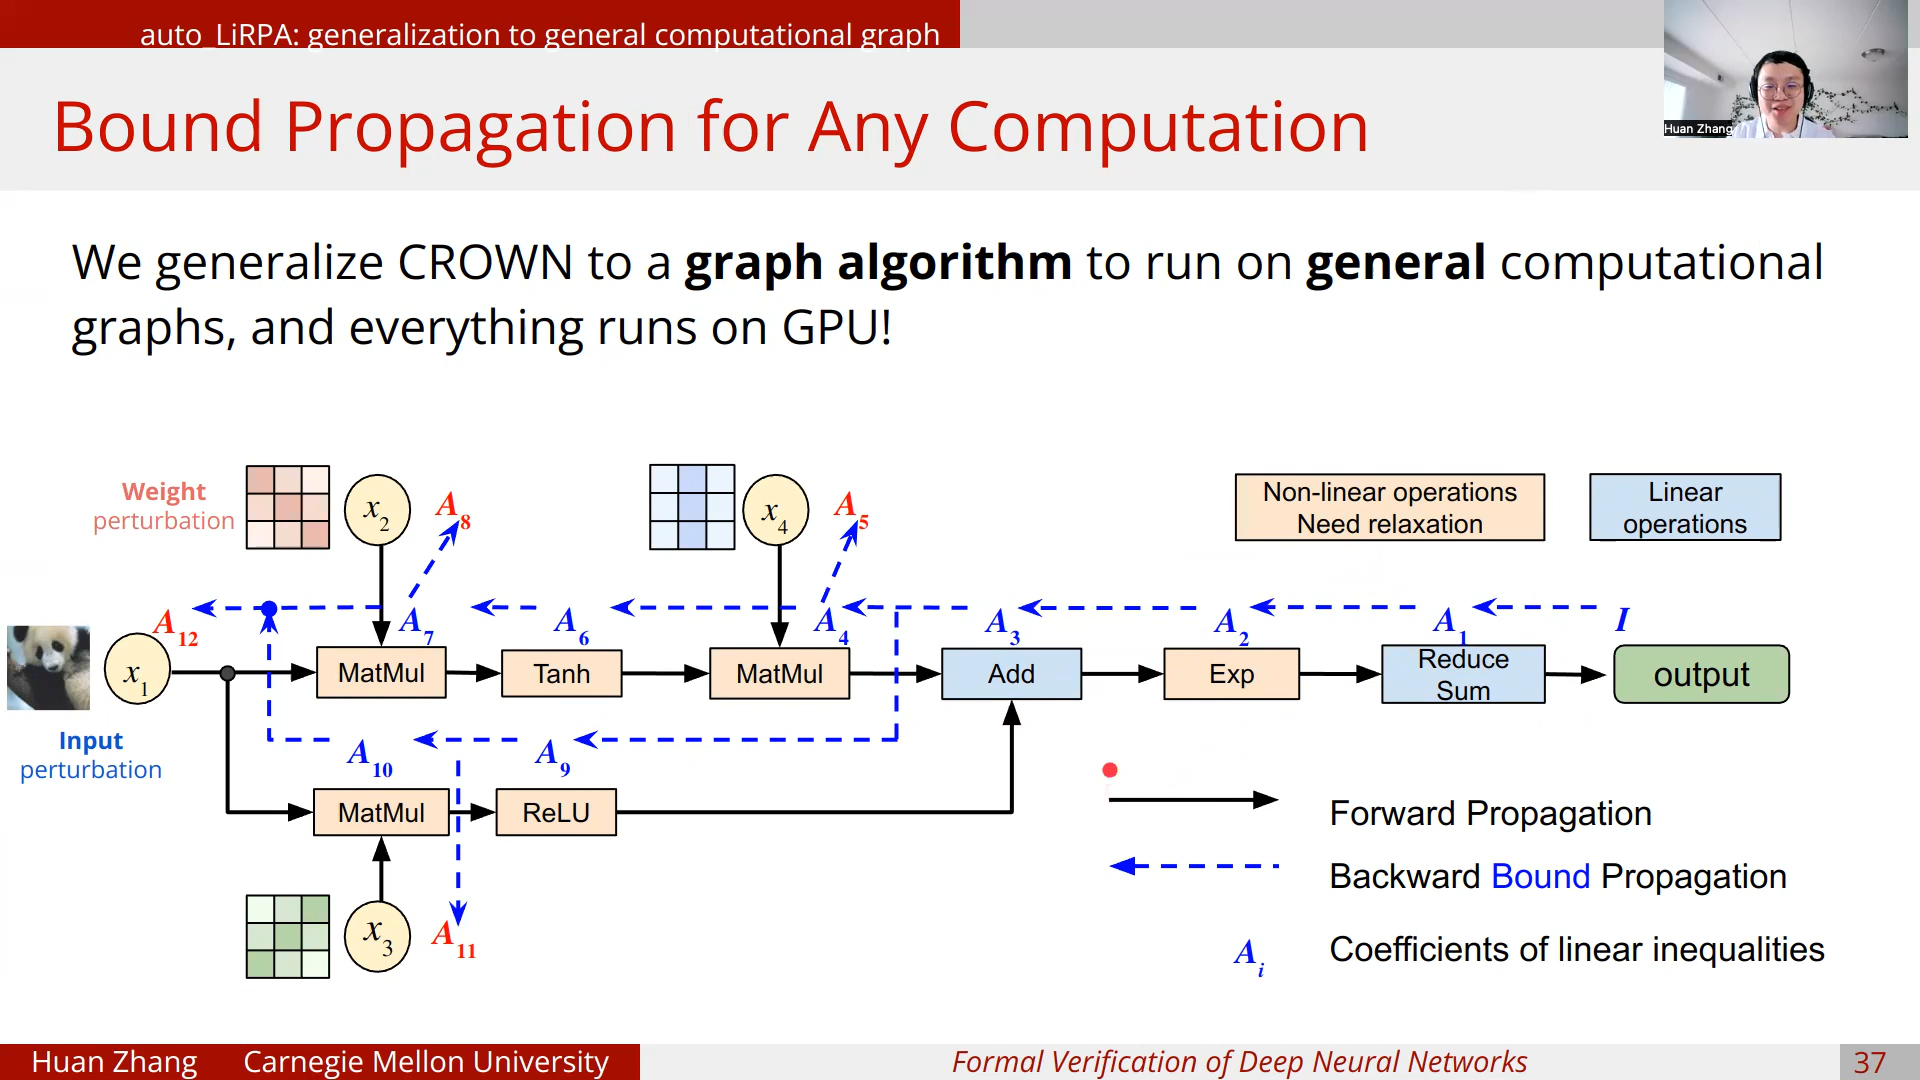 auto_LiRPA: generalization to general computational graph
Huan Zhang
Bound Propagation for Any Computation
We generalize CROWN to a graph algorithm to run on general computational
graphs, and everything runs on GPU!
Weight
perturbation
x2
A8
x4
A5
Non-linear operations
Need relaxation
Linear
operations
A12
A7
A6
A4
A3
A2
A1
I
x1
MatMul
Tanh
MatMul
Add
Exp
Reduce
Sum
output
Input
perturbation
A10
A9
MatMul
ReLU
x3
A11
Forward Propagation
Backward Bound Propagation
Ai
Coefficients of linear inequalities
Huan Zhang
Carnegie Mellon University
Formal Verification of Deep Neural Networks
37